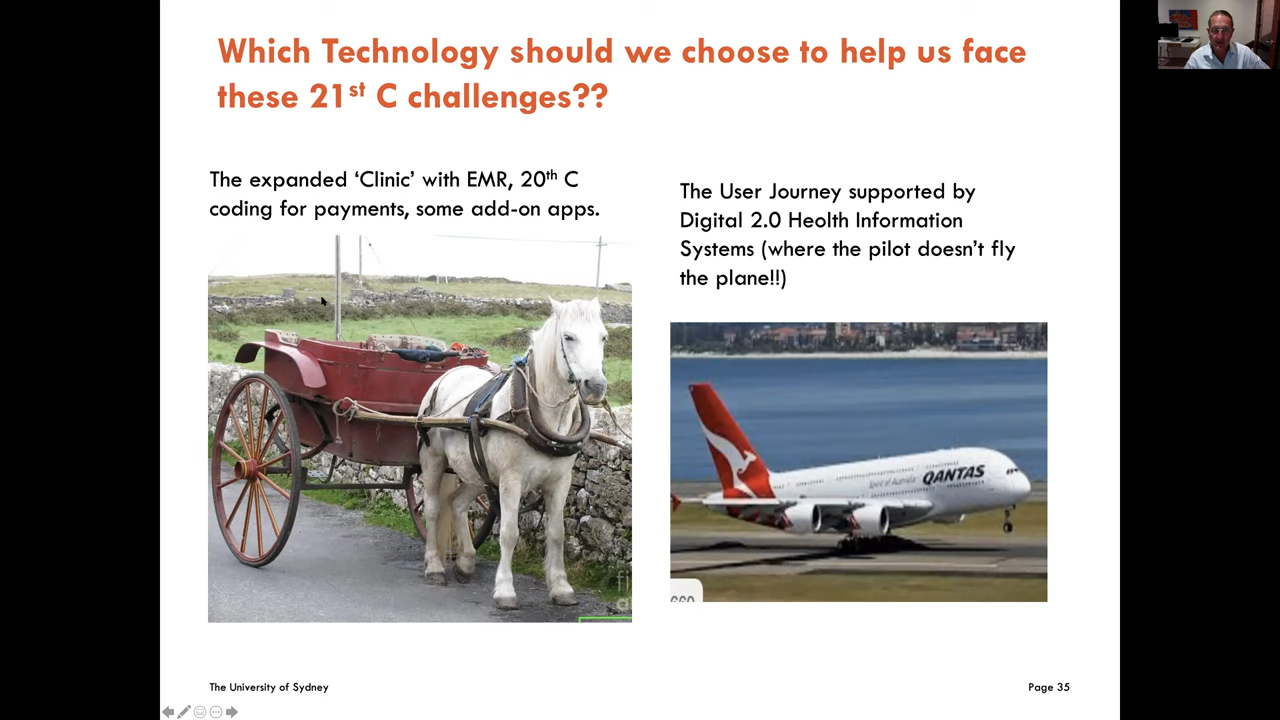 Which Technology should we choose to help us face
these 21st C challenges??
The expanded ‘Clinic’ with EMR, 20th C
coding for payments, some add-on apps.
The User Journey supported by
Digital 2.0 Heolth Information
Systems (where the pilot doesn’t fly
the plane!!)
Spirit of Australia QANTAS
The University of Sydney
Page 35